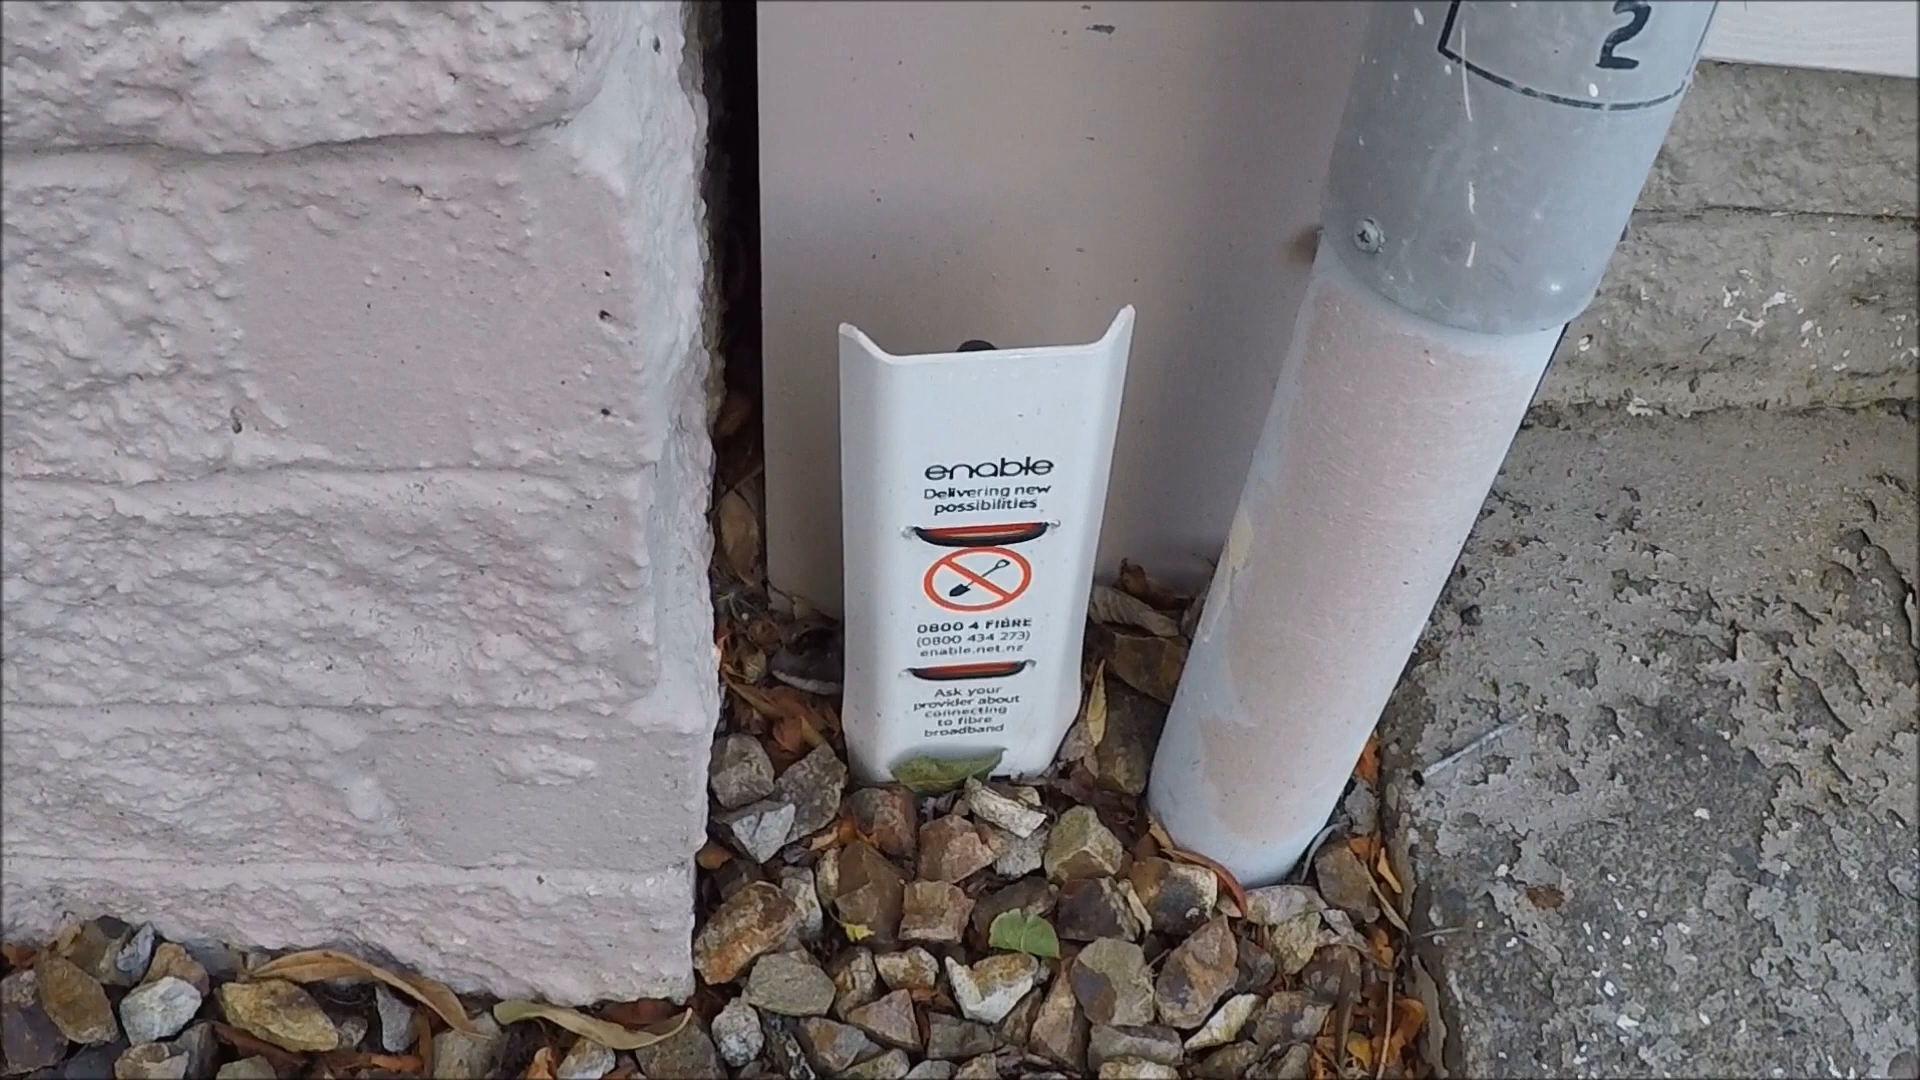 2
enable
Delivering new
possibilities
0800 4 FIBRE
(0800 434 273)
enable.net.nz
Ask your
provider about
connecting
to fibre
broadband